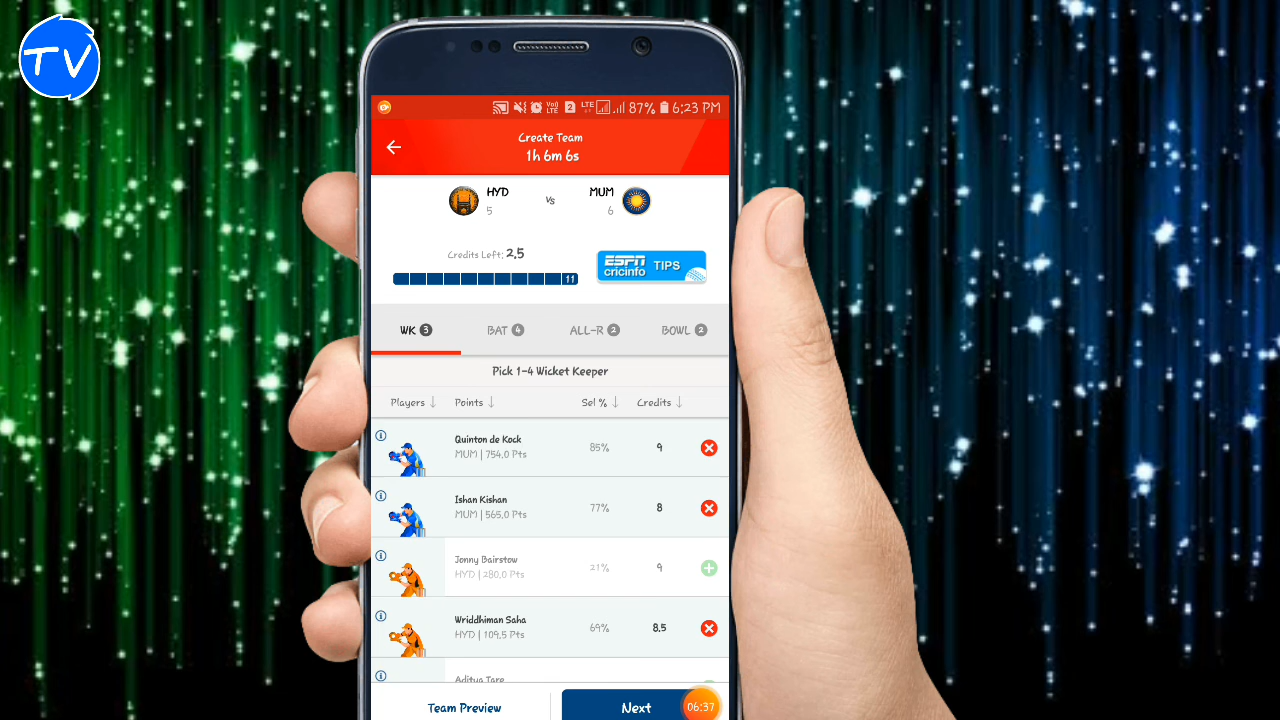 TV
VoD LTE 2 LTE 87% 6:23 PM
Create Team
1h 6m 6s
HYD Vs MUM
5 6
Credits Left: 2.5
11
ESPN cricinfo TIPS
WK 3 BAT 4 ALL-R 2 BOWL 2
Pick 1-4 Wicket Keeper
Players ↓ Points ↓ Sel % ↓ Credits ↓
Quinton de Kock
MUM | 754.0 Pts 85% 9
Ishan Kishan
MUM | 565.0 Pts 77% 8
Jonny Bairstow
HYD | 280.0 Pts 21% 9
Wriddhiman Saha
HYD | 109.5 Pts 69% 8.5
Aditya Tare
Team Preview Next 06:37